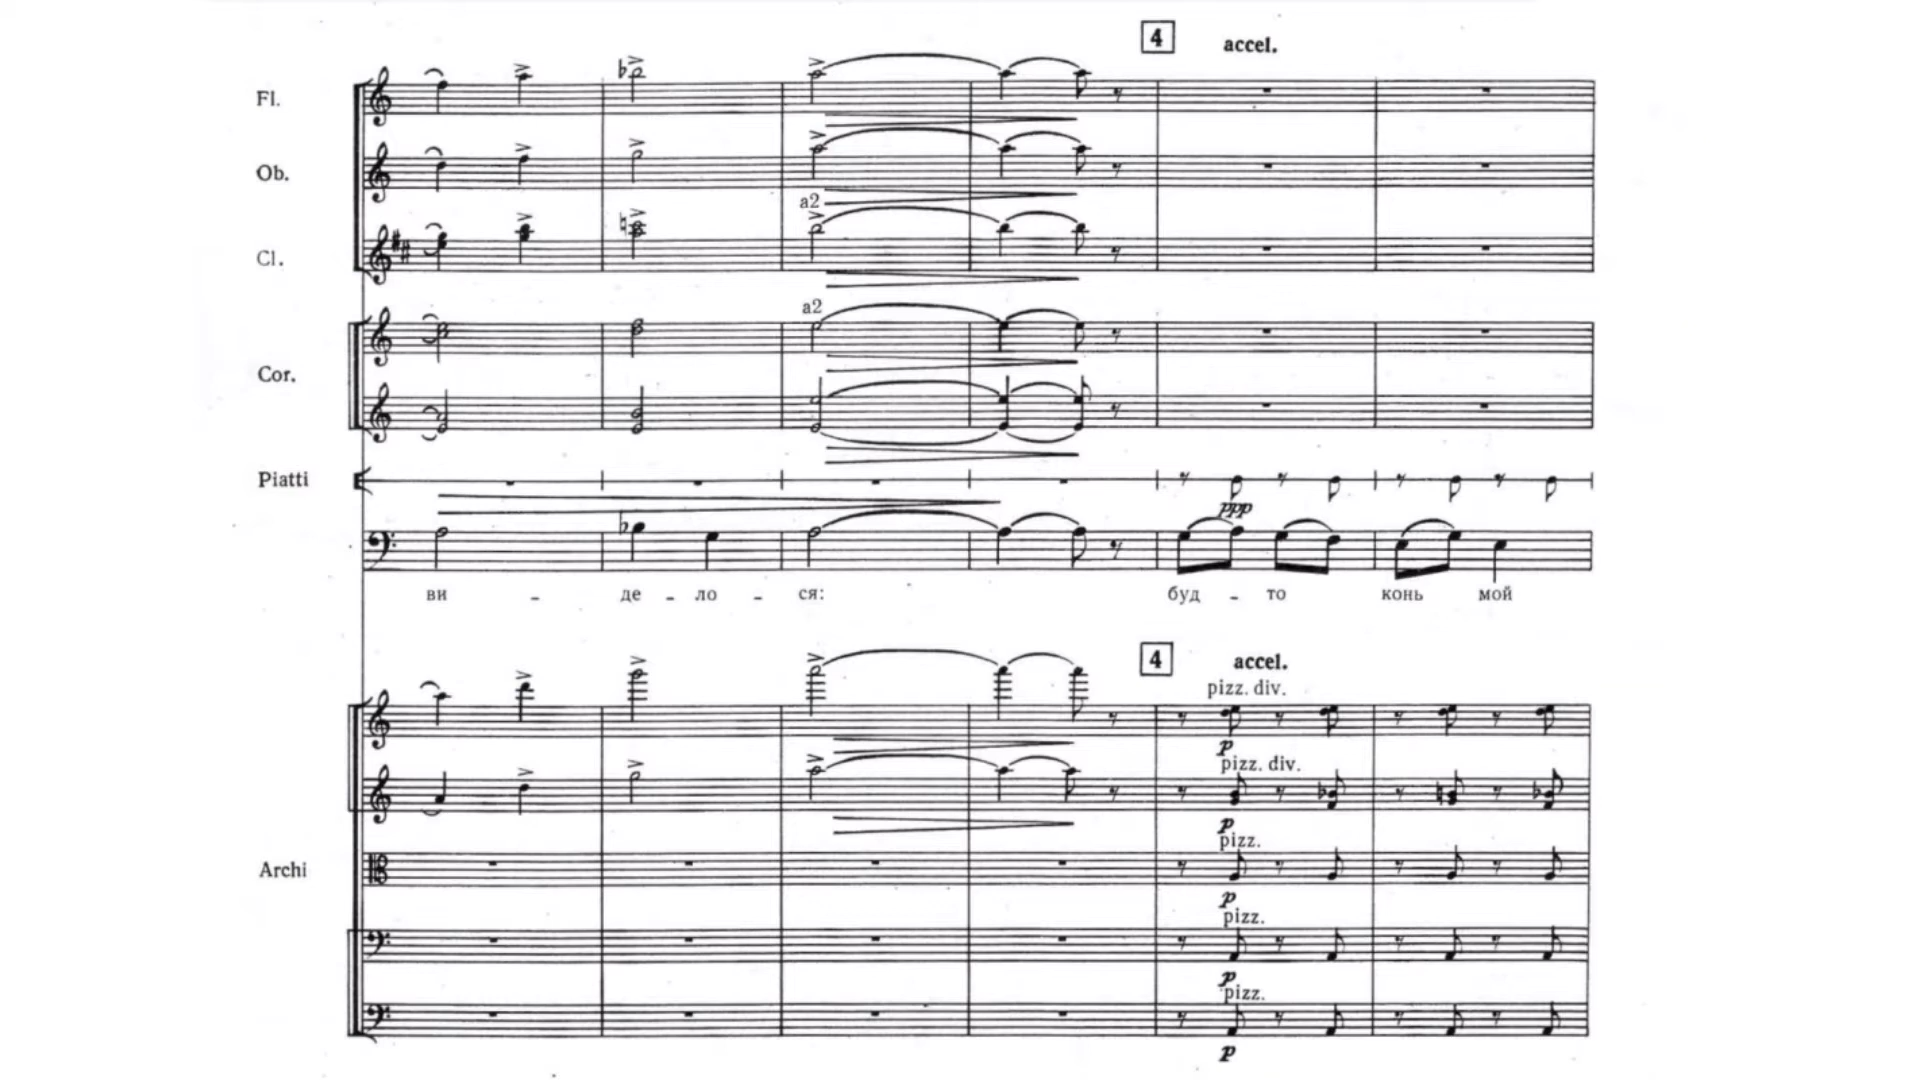 4 accel.
Fl.
Ob.
a2
Cl.
a2
Cor.
Piatti
ppp
ви - де - ло - ся: буд - то конь мой
4 accel.
pizz. div.
p
pizz. div.
p
pizz.
Archi
p
pizz.
p
pizz.
p